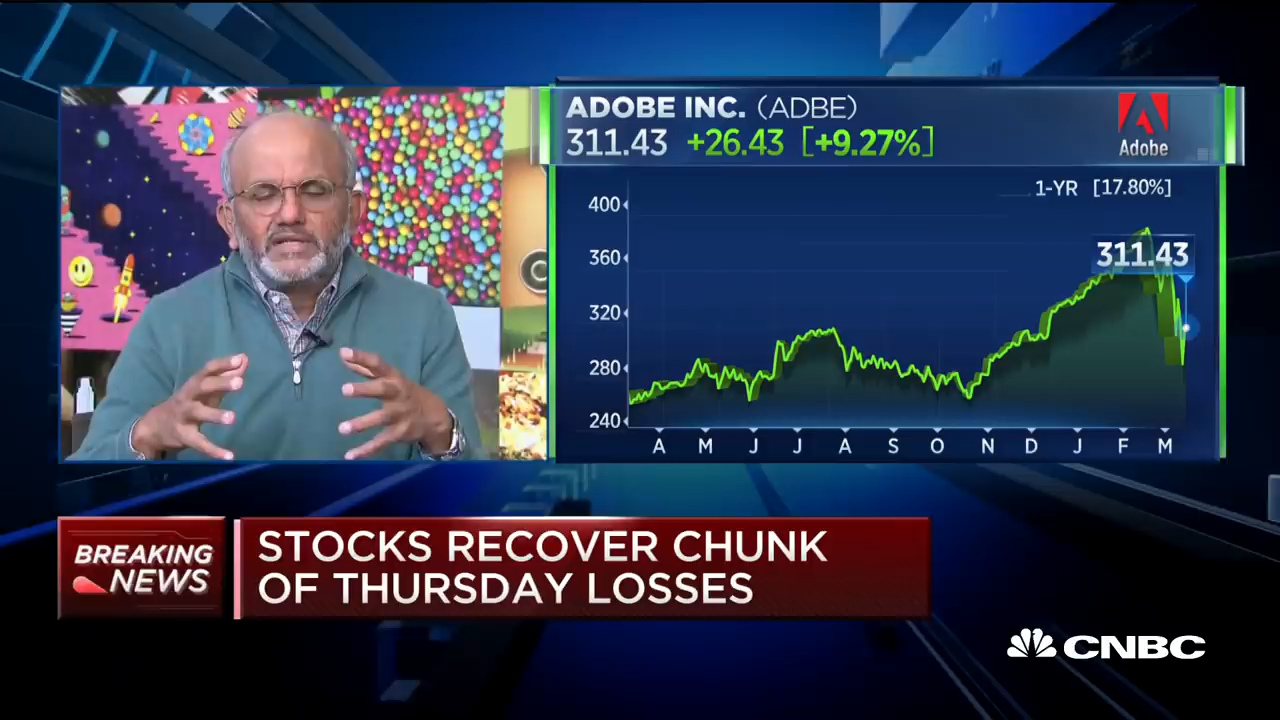 ADOBE INC. (ADBE)
311.43 +26.43 [+9.27%]
Adobe
1-YR [17.80%]
400
360
320
280
240
311.43
A M J J A S O N D J F M
BREAKING
NEWS
STOCKS RECOVER CHUNK
OF THURSDAY LOSSES
CNBC